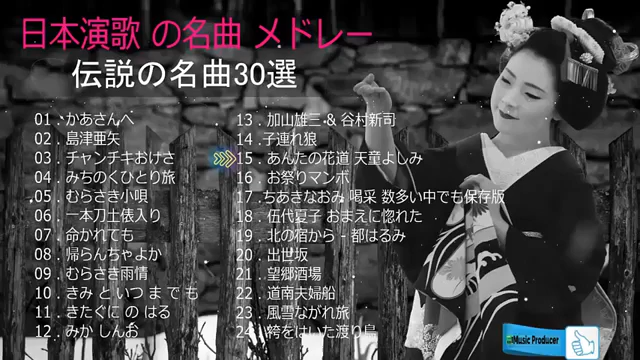 日本演歌 の名曲 メドレー
伝説の名曲30選
01 . かあさんへ
02 . 島津亜矢
03 . チャンチキおけさ
04 . みちのくひとり旅
05 . むらさき小唄
06 . 一本刀土俵入り
07 . 命かれても
08 . 帰らんちゃよか
09 . むらさき雨情
10 . きみ と いつ ま で も
11 . きたぐに の はる
12 . みか しんお
13 . 加山雄三 & 谷村新司
14 . 子連れ狼
15 . あんたの花道 天童よしみ
16 . お祭りマンボ
17 . ちあきなおみ 喝采 数多い中でも保存版
18 . 伍代夏子 おまえに惚れた
19 . 北の宿から - 都はるみ
20 . 出世坂
21 . 望郷酒場
22 . 道南夫婦船
23 . 風雪ながれ旅
24 . 袴をはいた渡り鳥
Music Producer